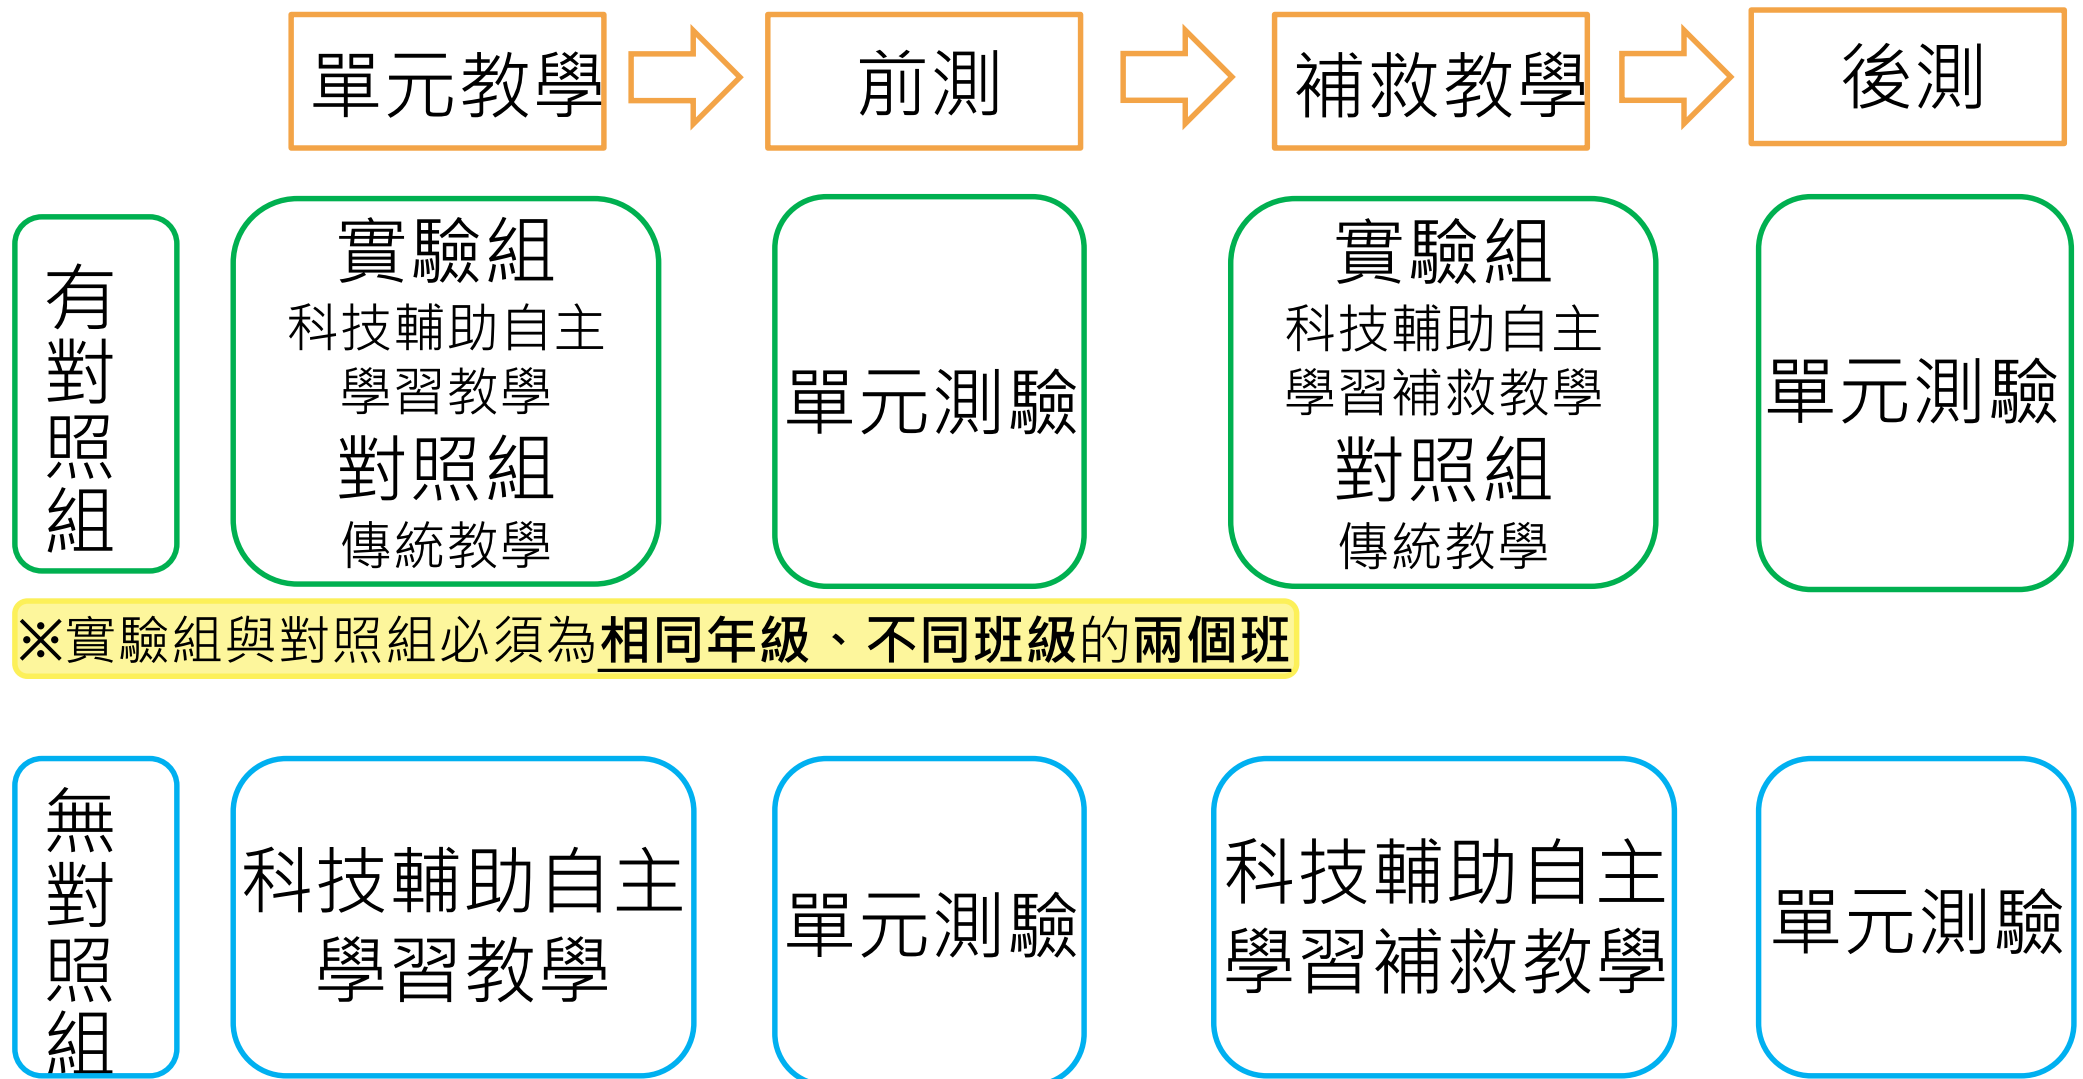 單元教學
前測
補救教學
後測
有對照組
實驗組
科技輔助自主
學習教學
對照組
傳統教學
單元測驗
實驗組
科技輔助自主
學習補救教學
對照組
傳統教學
單元測驗
※實驗組與對照組必須為相同年級、不同班級的兩個班
無對照組
科技輔助自主
學習教學
單元測驗
科技輔助自主
學習補救教學
單元測驗